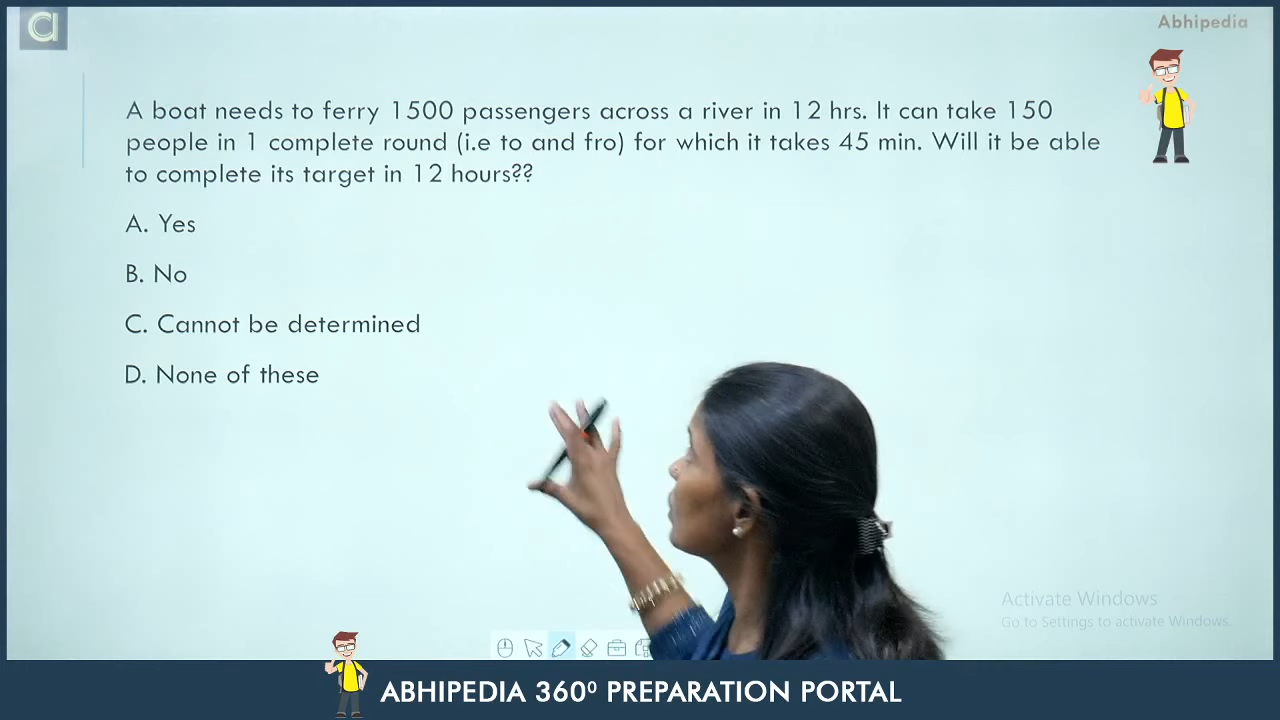 a
Abhipedia
A boat needs to ferry 1500 passengers across a river in 12 hrs. It can take 150
people in 1 complete round (i.e to and fro) for which it takes 45 min. Will it be able
to complete its target in 12 hours??
A. Yes
B. No
C. Cannot be determined
D. None of these
Activate Windows
Go to Settings to activate Windows.
ABHIPEDIA 360⁰ PREPARATION PORTAL